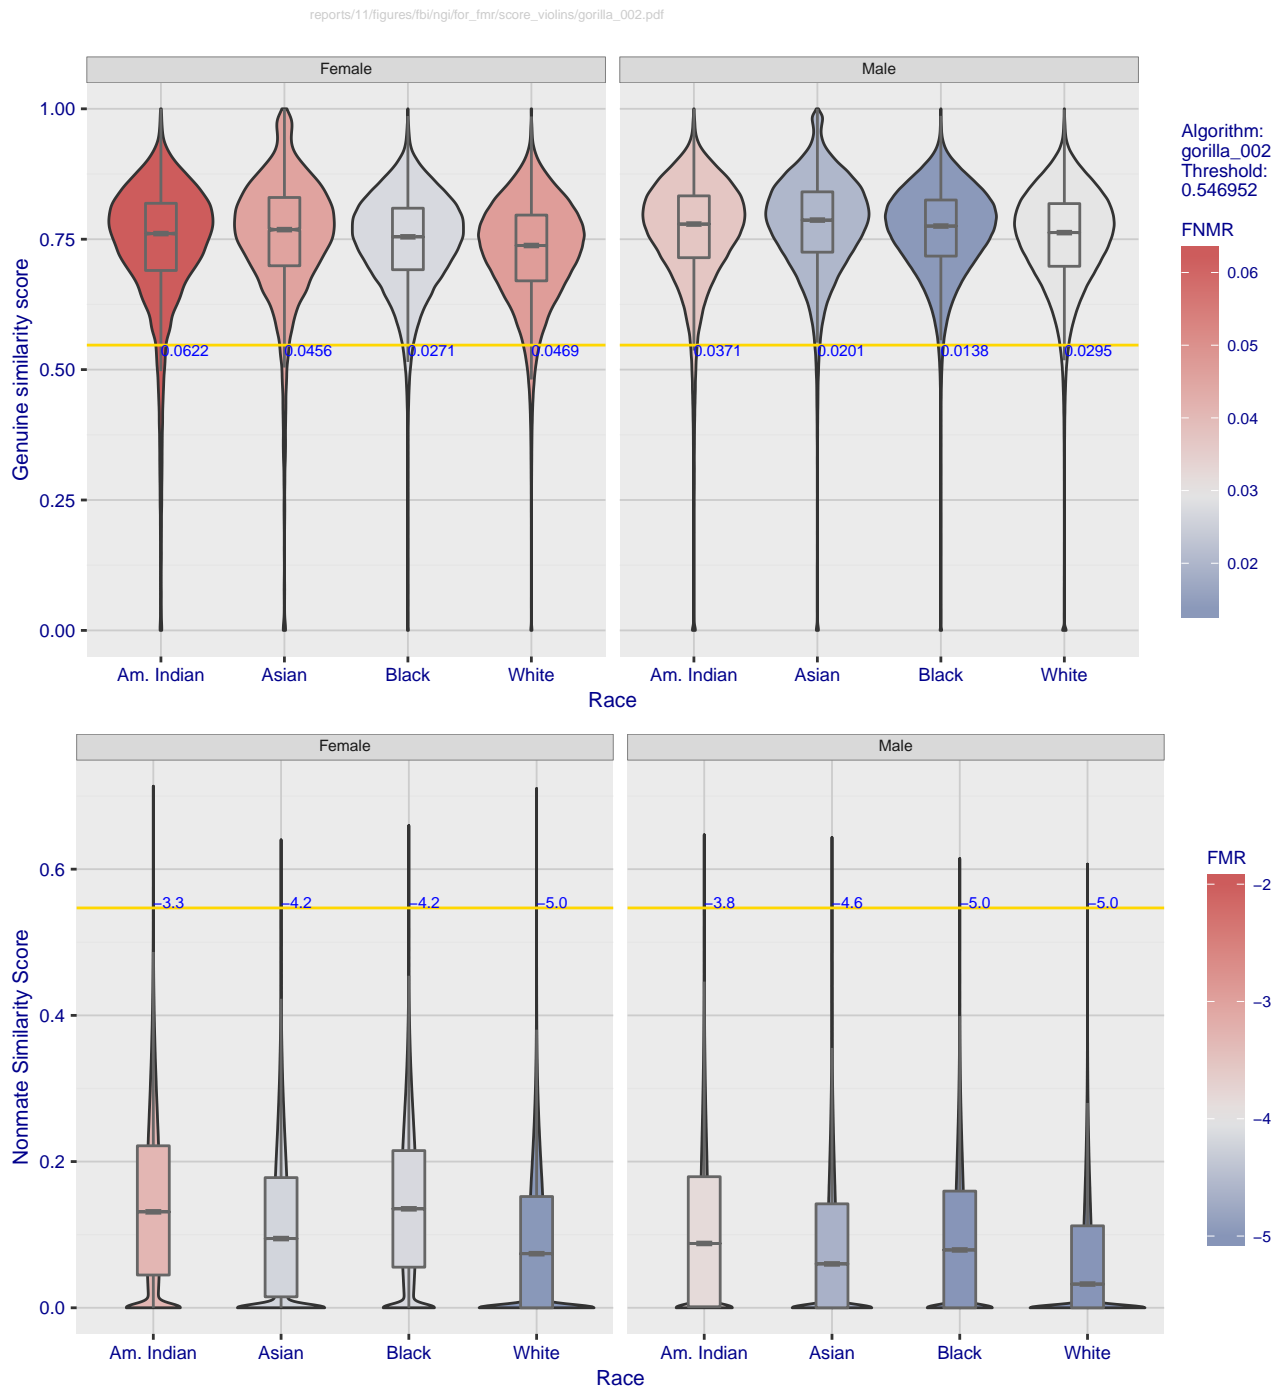 reports/11/figures/fbi/ngi/for_fmr/score_violins/gorilla_002.pdf
Female
Male
Genuine similarity score
1.00
0.75
0.50
0.25
0.00
0.0622
0.0456
0.0271
0.0469
0.0371
0.0201
0.0138
0.0295
Am. Indian
Asian
Black
White
Am. Indian
Asian
Black
White
Race
Algorithm:
gorilla_002
Threshold:
0.546952
FNMR
0.06
0.05
0.04
0.03
0.02
Female
Male
Nonmate Similarity Score
0.6
0.4
0.2
0.0
−3.3
−4.2
−4.2
−5.0
−3.8
−4.6
−5.0
−5.0
Am. Indian
Asian
Black
White
Am. Indian
Asian
Black
White
Race
FMR
−2
−3
−4
−5